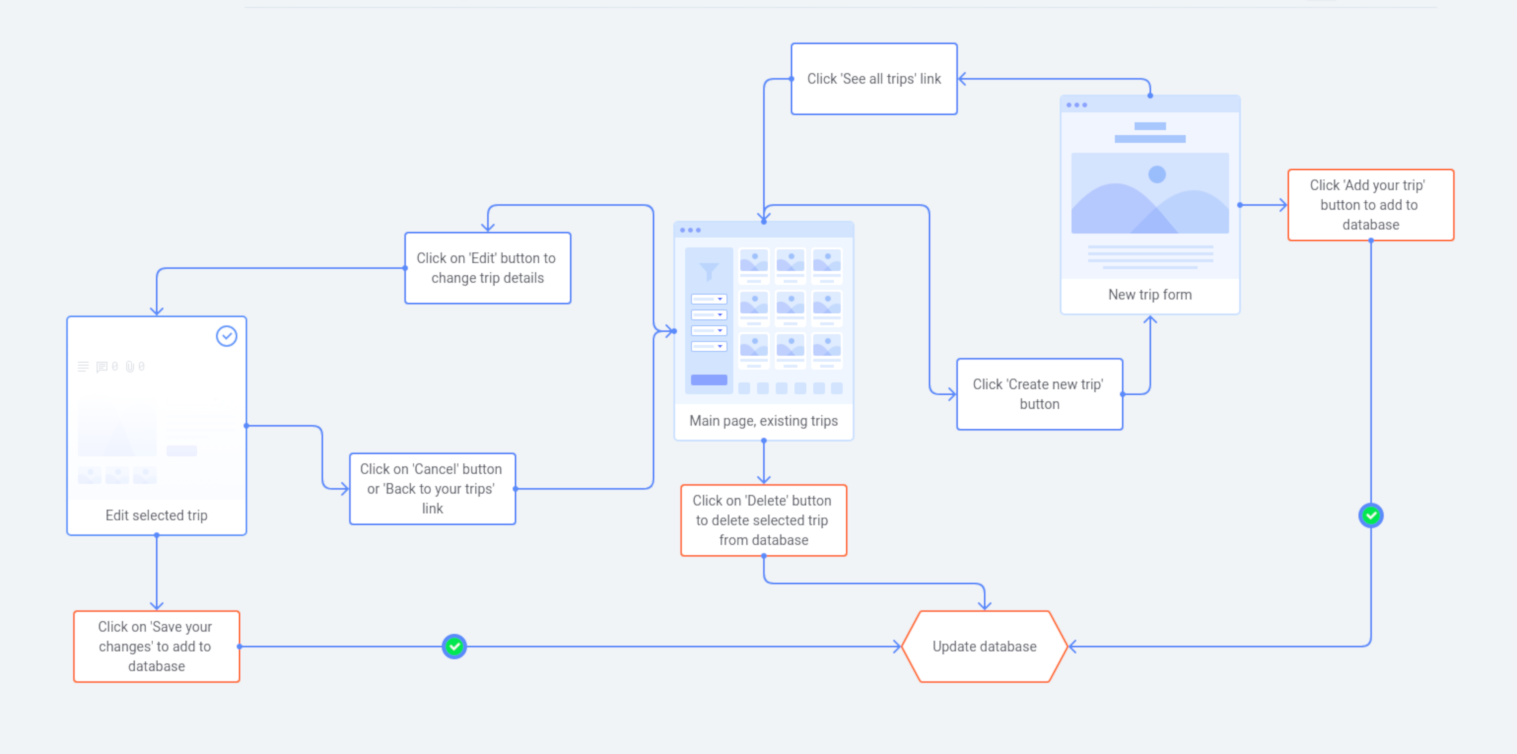 Click 'See all trips' link
Click 'Add your trip'
button to add to
database
Click on 'Edit' button to
change trip details
New trip form
Click 'Create new trip'
button
Main page, existing trips
0
0
Click on 'Cancel' button
or 'Back to your trips'
link
Edit selected trip
Click on 'Delete' button
to delete selected trip
from database
Click on 'Save your
changes' to add to
database
Update database